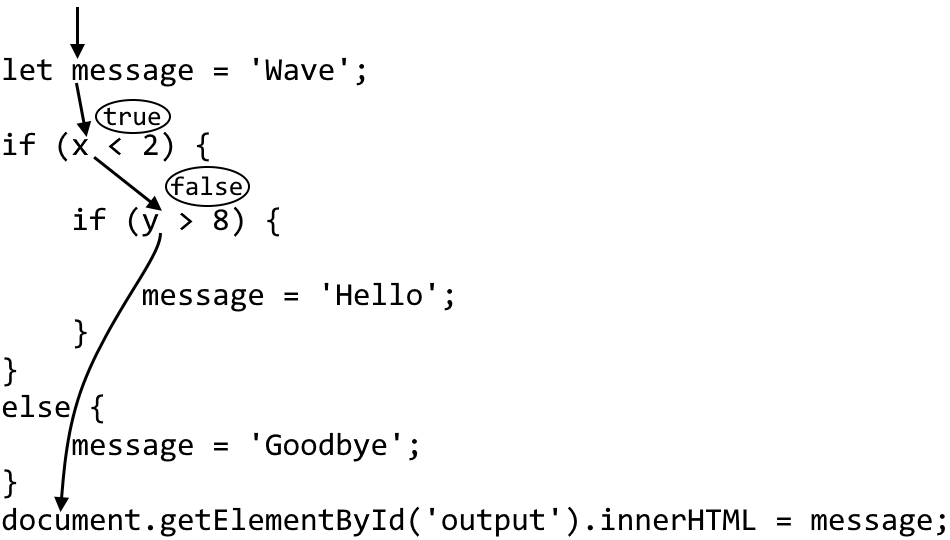 let message = 'Wave';
true
if (x < 2) {
false
if (y > 8) {
message = 'Hello';
}
}
else {
message = 'Goodbye';
}
document.getElementById('output').innerHTML = message;